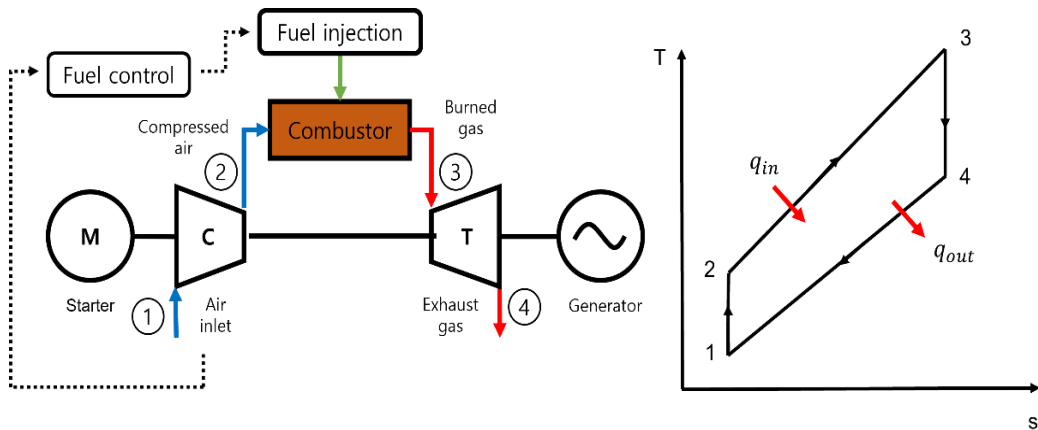 Fuel injection
Fuel control
Compressed
air
Combustor
Burned
gas
2
3
M
C
T
Starter
1
Air
inlet
Exhaust
gas
4
Generator
T
3
q_in
4
2
q_out
1
s